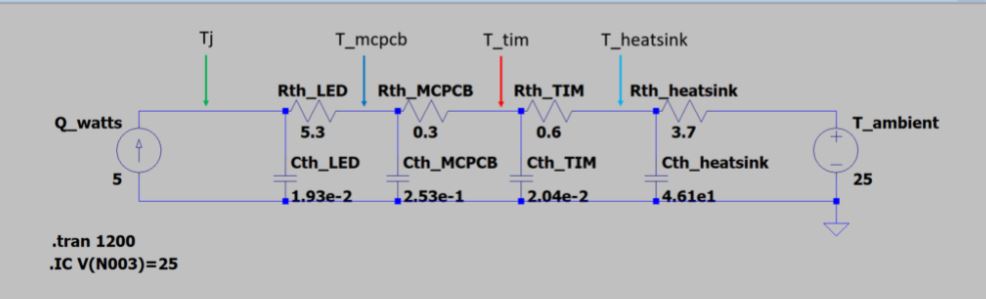 Tj T_mcpcb T_tim T_heatsink
Rth_LED Rth_MCPCB Rth_TIM Rth_heatsink
Q_watts 5.3 0.3 0.6 3.7 T_ambient
Cth_LED Cth_MCPCB Cth_TIM Cth_heatsink
5 1.93e-2 2.53e-1 2.04e-2 4.61e1 25
.tran 1200
.IC V(N003)=25